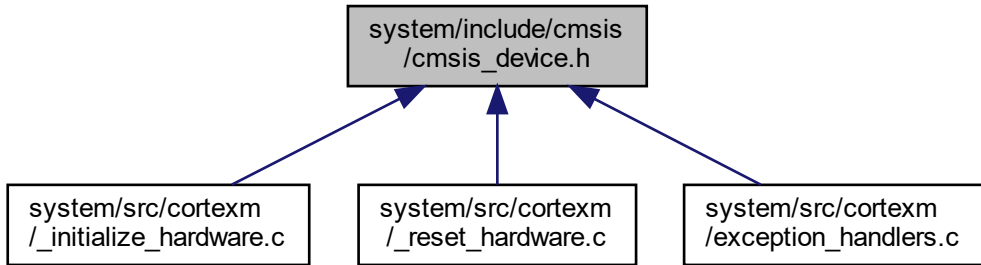 system/include/cmsis
/cmsis_device.h
system/src/cortexm
/_initialize_hardware.c
system/src/cortexm
/_reset_hardware.c
system/src/cortexm
/exception_handlers.c